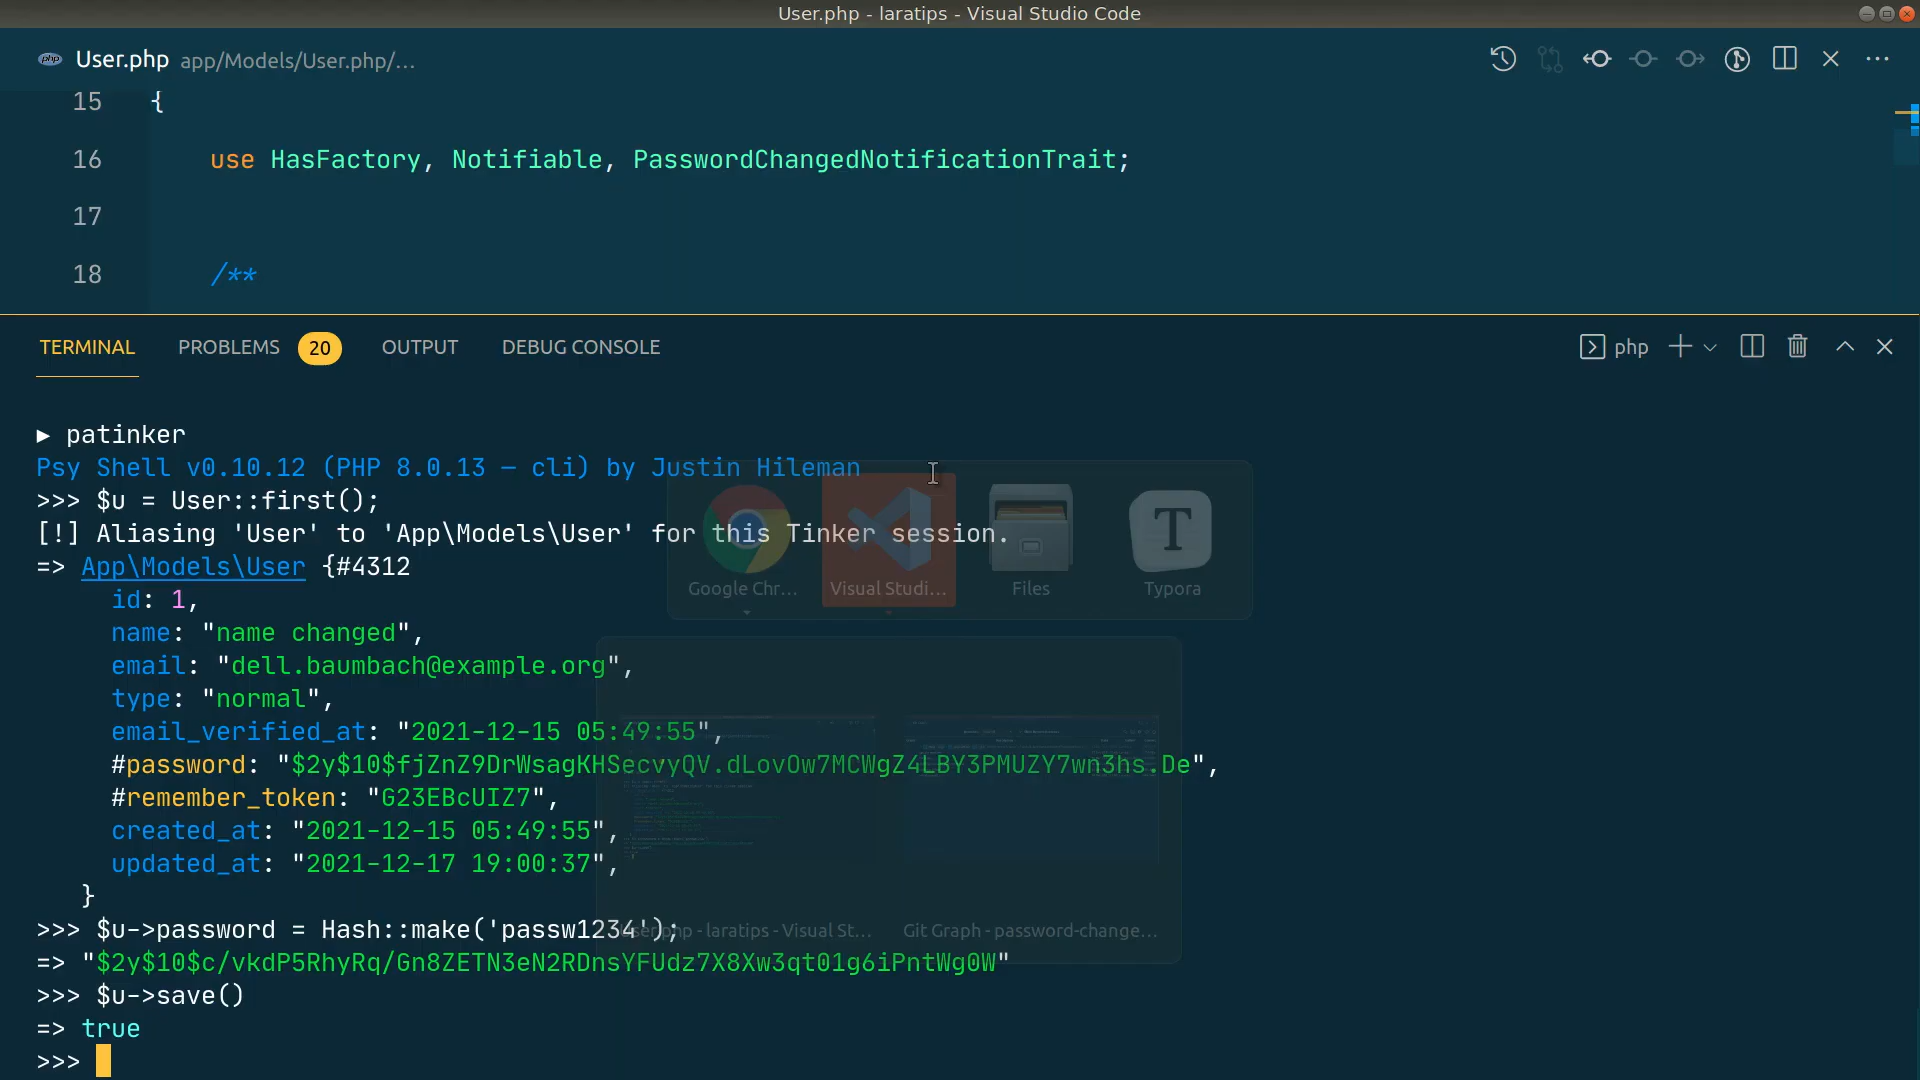 User.php - laratips - Visual Studio Code
php User.php app/Models/User.php/...
15 {
16 use HasFactory, Notifiable, PasswordChangedNotificationTrait;
17
18 /**
TERMINAL PROBLEMS 20 OUTPUT DEBUG CONSOLE php
▶ patinker
Psy Shell v0.10.12 (PHP 8.0.13 — cli) by Justin Hileman
>>> $u = User::first();
[!] Aliasing 'User' to 'App\Models\User' for this Tinker session.
=> App\Models\User {#4312
id: 1,
name: "name changed",
email: "dell.baumbach@example.org",
type: "normal",
email_verified_at: "2021-12-15 05:49:55",
#password: "$2y$10$fjZnZ9DrWsagKHSecvyQV.dLovOw7MCWgZ4LBY3PMUZY7wn3hs.De",
#remember_token: "G23EBcUIZ7",
created_at: "2021-12-15 05:49:55",
updated_at: "2021-12-17 19:00:37",
}
>>> $u->password = Hash::make('passw1234');
=> "$2y$10$c/vkdP5RhyRq/Gn8ZETN3eN2RDnsYFUdz7X8Xw3qt01g6iPntWg0W"
>>> $u->save()
=> true
>>>
Google Chr... Visual Studi... Files Typora
T
User.php - laratips - Visual St... Git Graph - password-change...